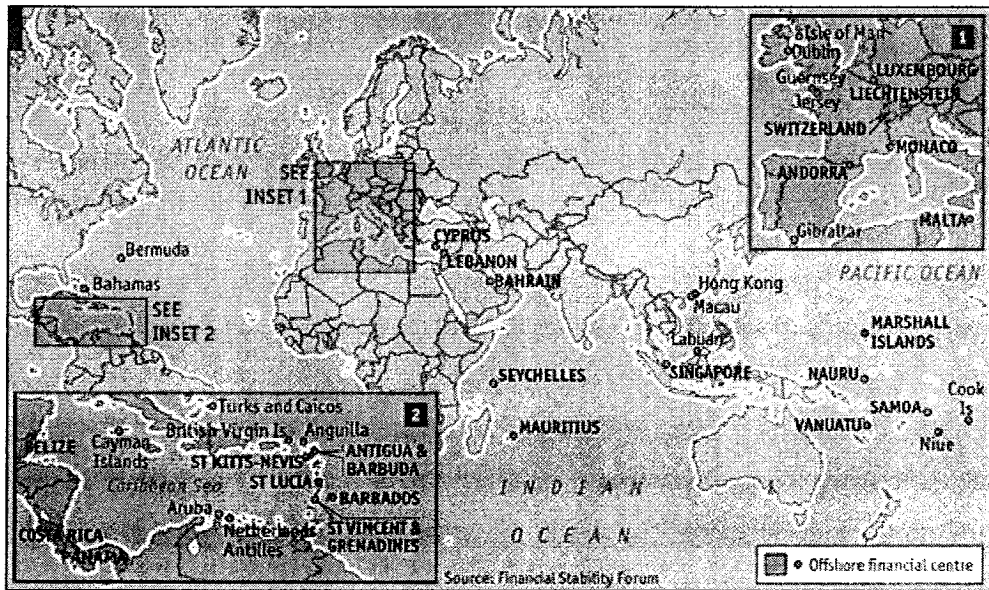 ATLANTIC
OCEAN
SEE
INSET 1
Bermuda
Bahamas
SEE
INSET 2
CYPRUS
LEBANON
BAHRAIN
Hong Kong
Macau
Labuan
SINGAPORE
SEYCHELLES
MAURITIUS
PACIFIC OCEAN
MARSHALL
ISLANDS
NAURU
Cook
Is
SAMOA
VANUATU
Niue
INDIAN
OCEAN
1
Isle of Man
Dublin
Guernsey
Jersey
LUXEMBOURG
LIECHTENSTEIN
SWITZERLAND
MONACO
ANDORRA
MALTA
Gibraltar
2
Turks and Caicos
British Virgin Is
Anguilla
BELIZE
Cayman
Islands
ST KITTS-NEVIS
ANTIGUA &
BARBUDA
ST LUCIA
Caribbean Sea
BARBADOS
Aruba
Netherlands
Antilles
ST VINCENT &
GRENADINES
COSTA RICA
PANAMA
Source: Financial Stability Forum
Offshore financial centre